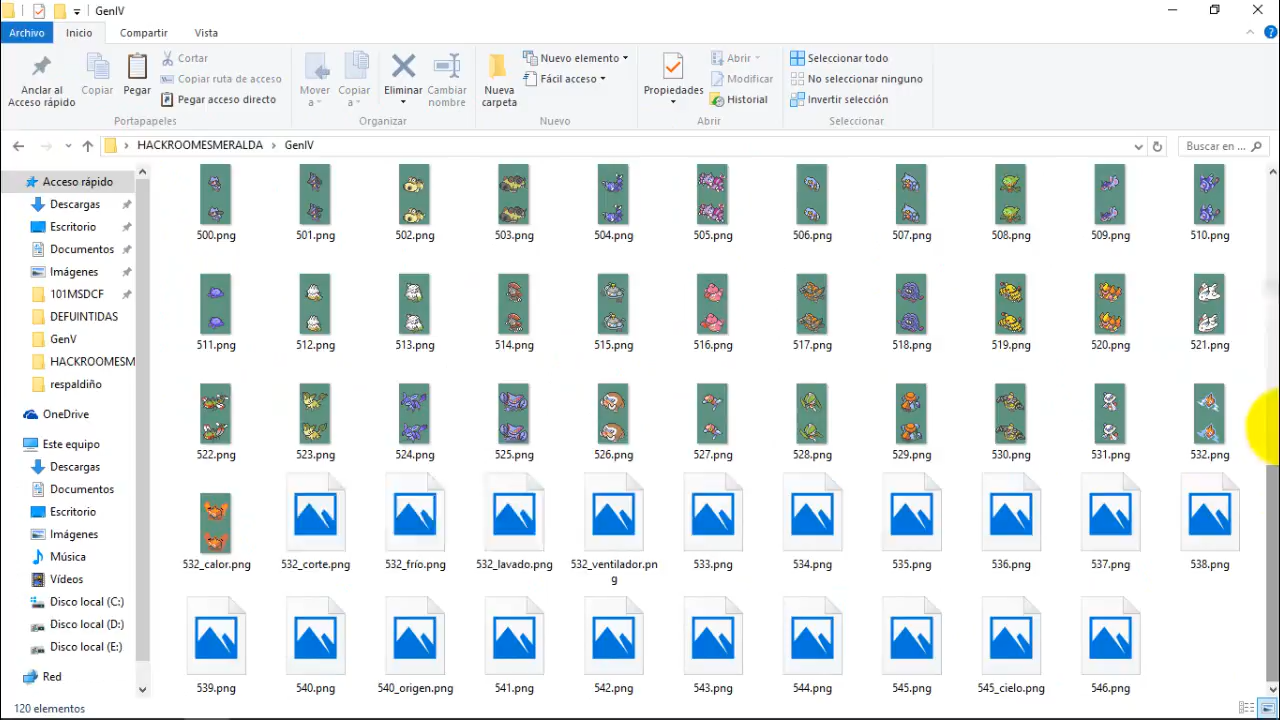 GenIV
Archivo Inicio Compartir Vista
Anclar al
Acceso rápido
Copiar
Pegar
Cortar
Copiar ruta de acceso
Pegar acceso directo
Portapapeles
Mover
a
Copiar
a
Eliminar
Cambiar
nombre
Organizar
Nueva
carpeta
Nuevo elemento
Fácil acceso
Nuevo
Propiedades
Abrir
Modificar
Historial
Abrir
Seleccionar todo
No seleccionar ninguno
Invertir selección
Seleccionar
HACKROOMESMERALDA GenIV
Buscar en ...
Acceso rápido
Descargas
Escritorio
Documentos
Imágenes
101MSDCF
DEFUINTIDAS
GenV
HACKROOMESM
respaldiño
OneDrive
Este equipo
Descargas
Documentos
Escritorio
Imágenes
Música
Vídeos
Disco local (C:)
Disco local (D:)
Disco local (E:)
Red
500.png 501.png 502.png 503.png 504.png 505.png 506.png 507.png 508.png 509.png 510.png
511.png 512.png 513.png 514.png 515.png 516.png 517.png 518.png 519.png 520.png 521.png
522.png 523.png 524.png 525.png 526.png 527.png 528.png 529.png 530.png 531.png 532.png
532_calor.png 532_corte.png 532_frío.png 532_lavado.png 532_ventilador.pn
g 533.png 534.png 535.png 536.png 537.png 538.png
539.png 540.png 540_origen.png 541.png 542.png 543.png 544.png 545.png 545_cielo.png 546.png
120 elementos